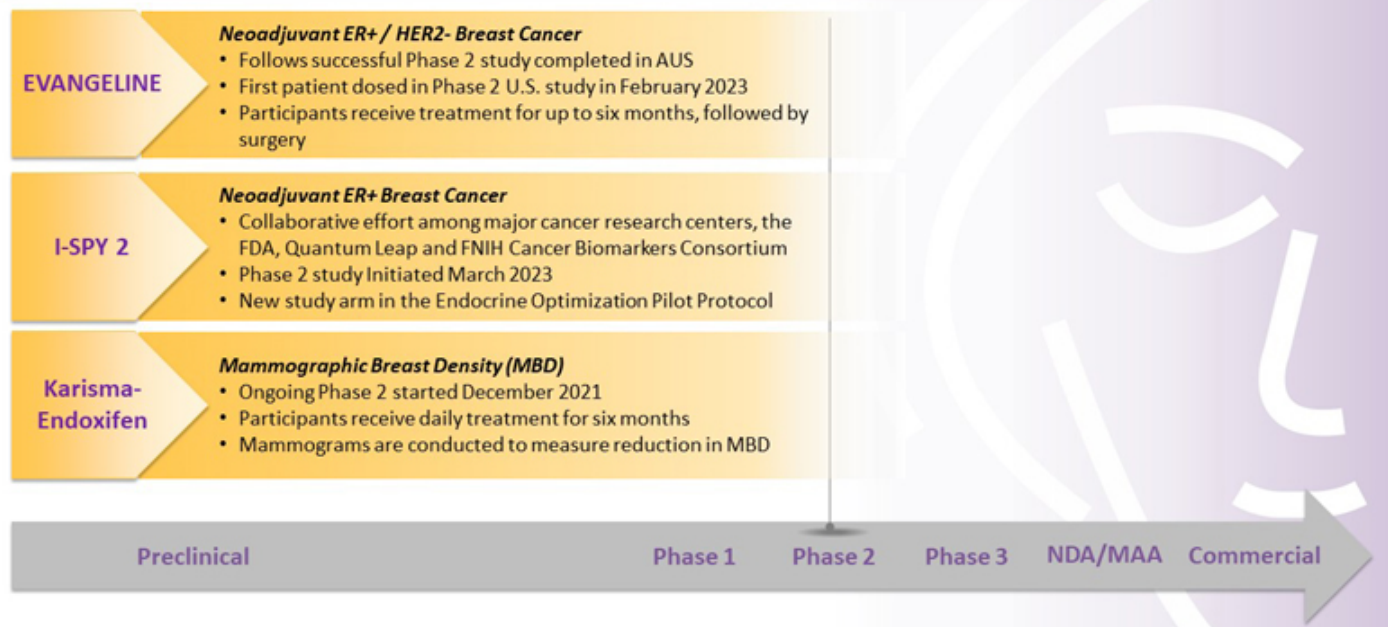 EVANGELINE
Neoadjuvant ER+ / HER2- Breast Cancer
• Follows successful Phase 2 study completed in AUS
• First patient dosed in Phase 2 U.S. study in February 2023
• Participants receive treatment for up to six months, followed by
surgery
I-SPY 2
Neoadjuvant ER+ Breast Cancer
• Collaborative effort among major cancer research centers, the
FDA, Quantum Leap and FNIH Cancer Biomarkers Consortium
• Phase 2 study Initiated March 2023
• New study arm in the Endocrine Optimization Pilot Protocol
Karisma-
Endoxifen
Mammographic Breast Density (MBD)
• Ongoing Phase 2 started December 2021
• Participants receive daily treatment for six months
• Mammograms are conducted to measure reduction in MBD
Preclinical Phase 1 Phase 2 Phase 3 NDA/MAA Commercial